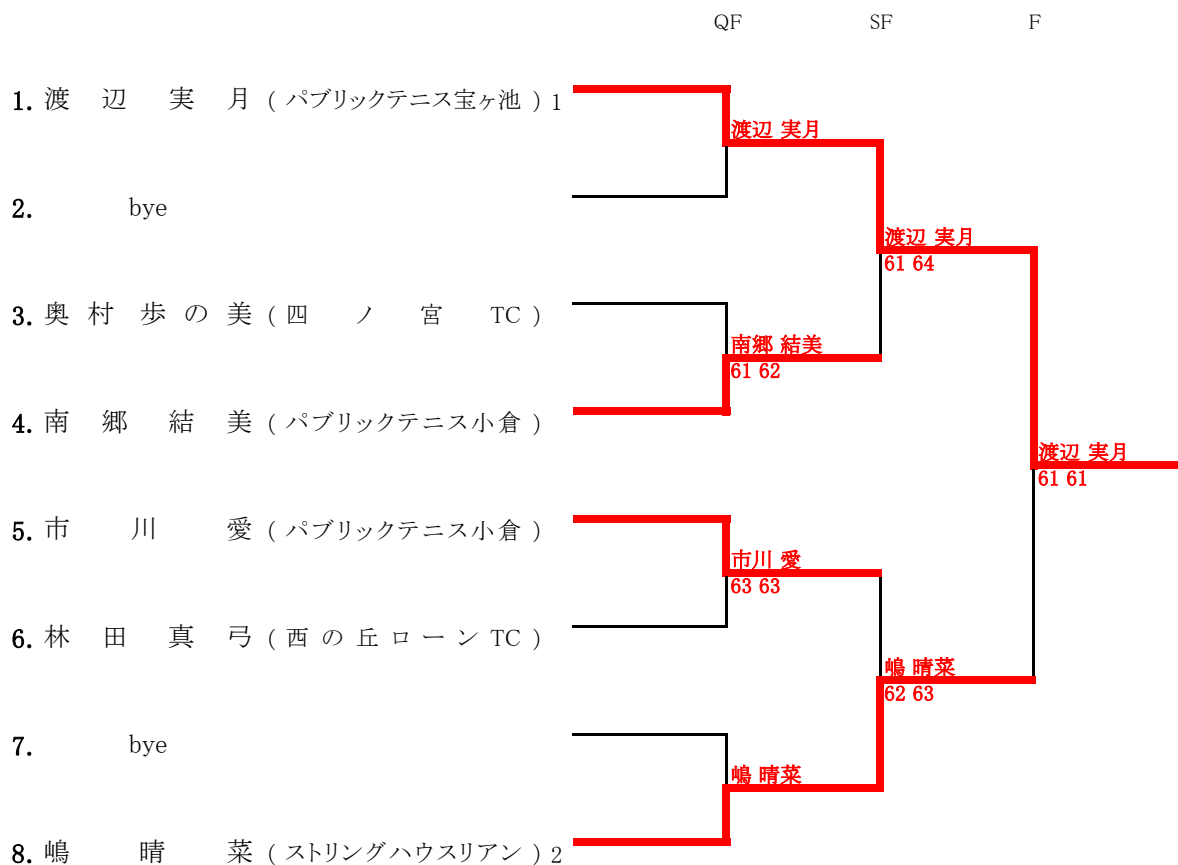 QF SF F
1. 渡辺 実月 (パブリックテニス宝ヶ池) 1
渡辺 実月
2. bye
渡辺 実月
61 64
3. 奥村 歩の美 (四ノ宮TC)
南郷 結美
61 62
4. 南郷 結美 (パブリックテニス小倉)
渡辺 実月
61 61
5. 市川 愛 (パブリックテニス小倉)
市川 愛
63 63
6. 林田 真弓 (西の丘ローンTC)
嶋 晴菜
62 63
7. bye
嶋 晴菜
8. 嶋 晴菜 (ストリングハウスリアン) 2